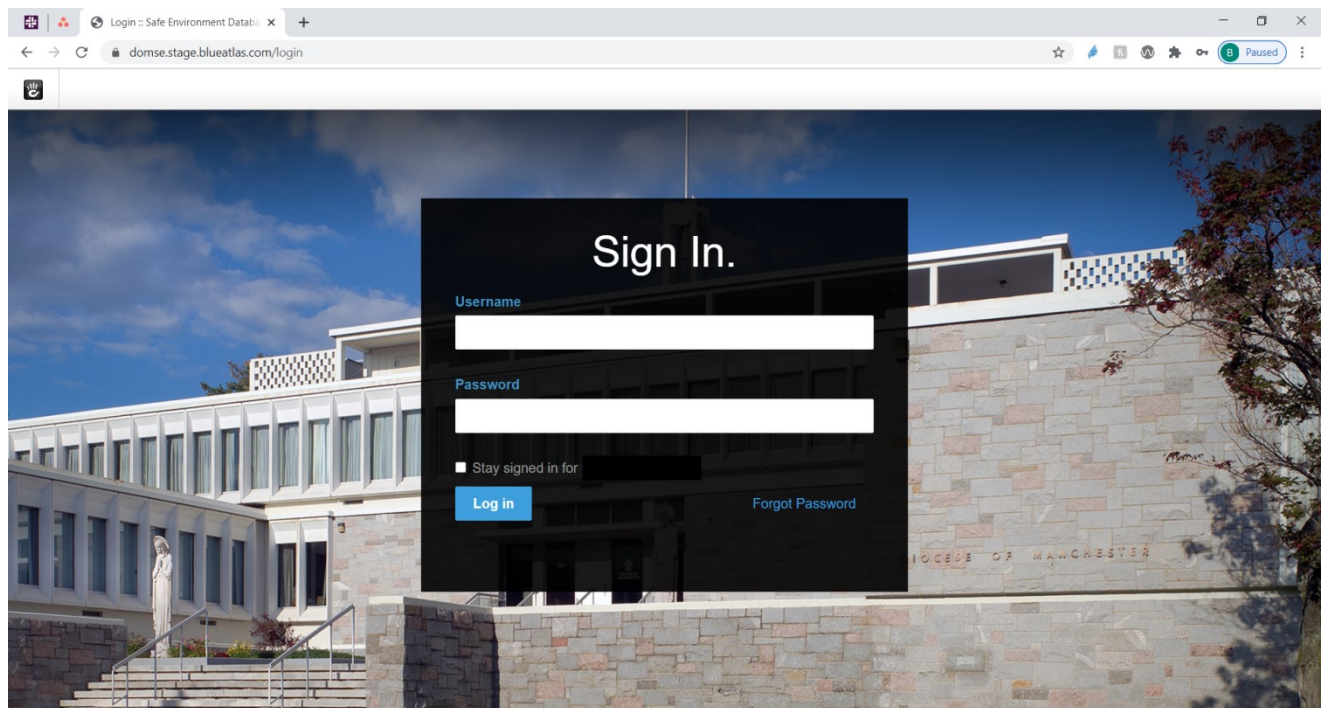 Login :: Safe Environment Databa
domse.stage.blueatlas.com/login
B Paused
Sign In.
Username
Password
Stay signed in for
Log in
Forgot Password
IOCESE OF MANCHESTER